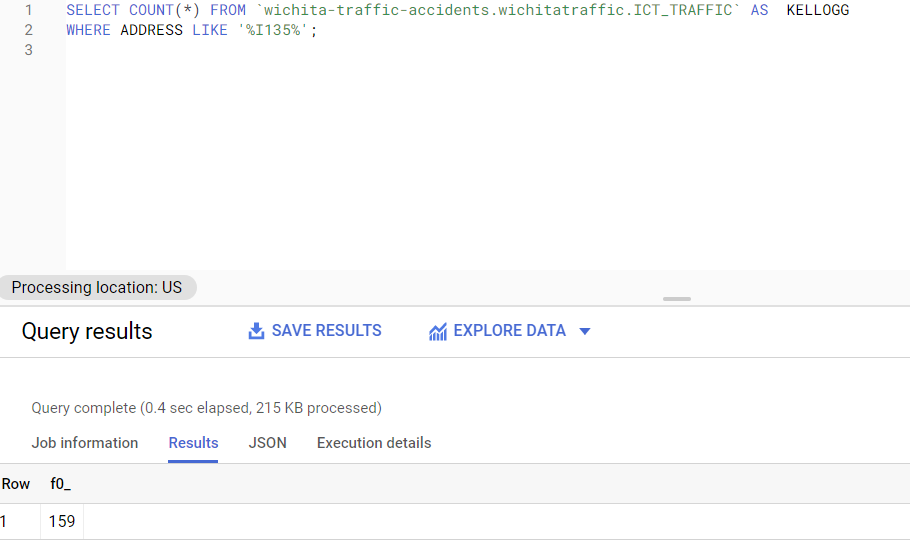 1 SELECT COUNT(*) FROM `wichita-traffic-accidents.wichitatraffic.ICT_TRAFFIC` AS  KELLOGG
2 WHERE ADDRESS LIKE '%I135%';
3
Processing location: US
Query results SAVE RESULTS EXPLORE DATA
Query complete (0.4 sec elapsed, 215 KB processed)
Job information Results JSON Execution details
Row f0_
1 159